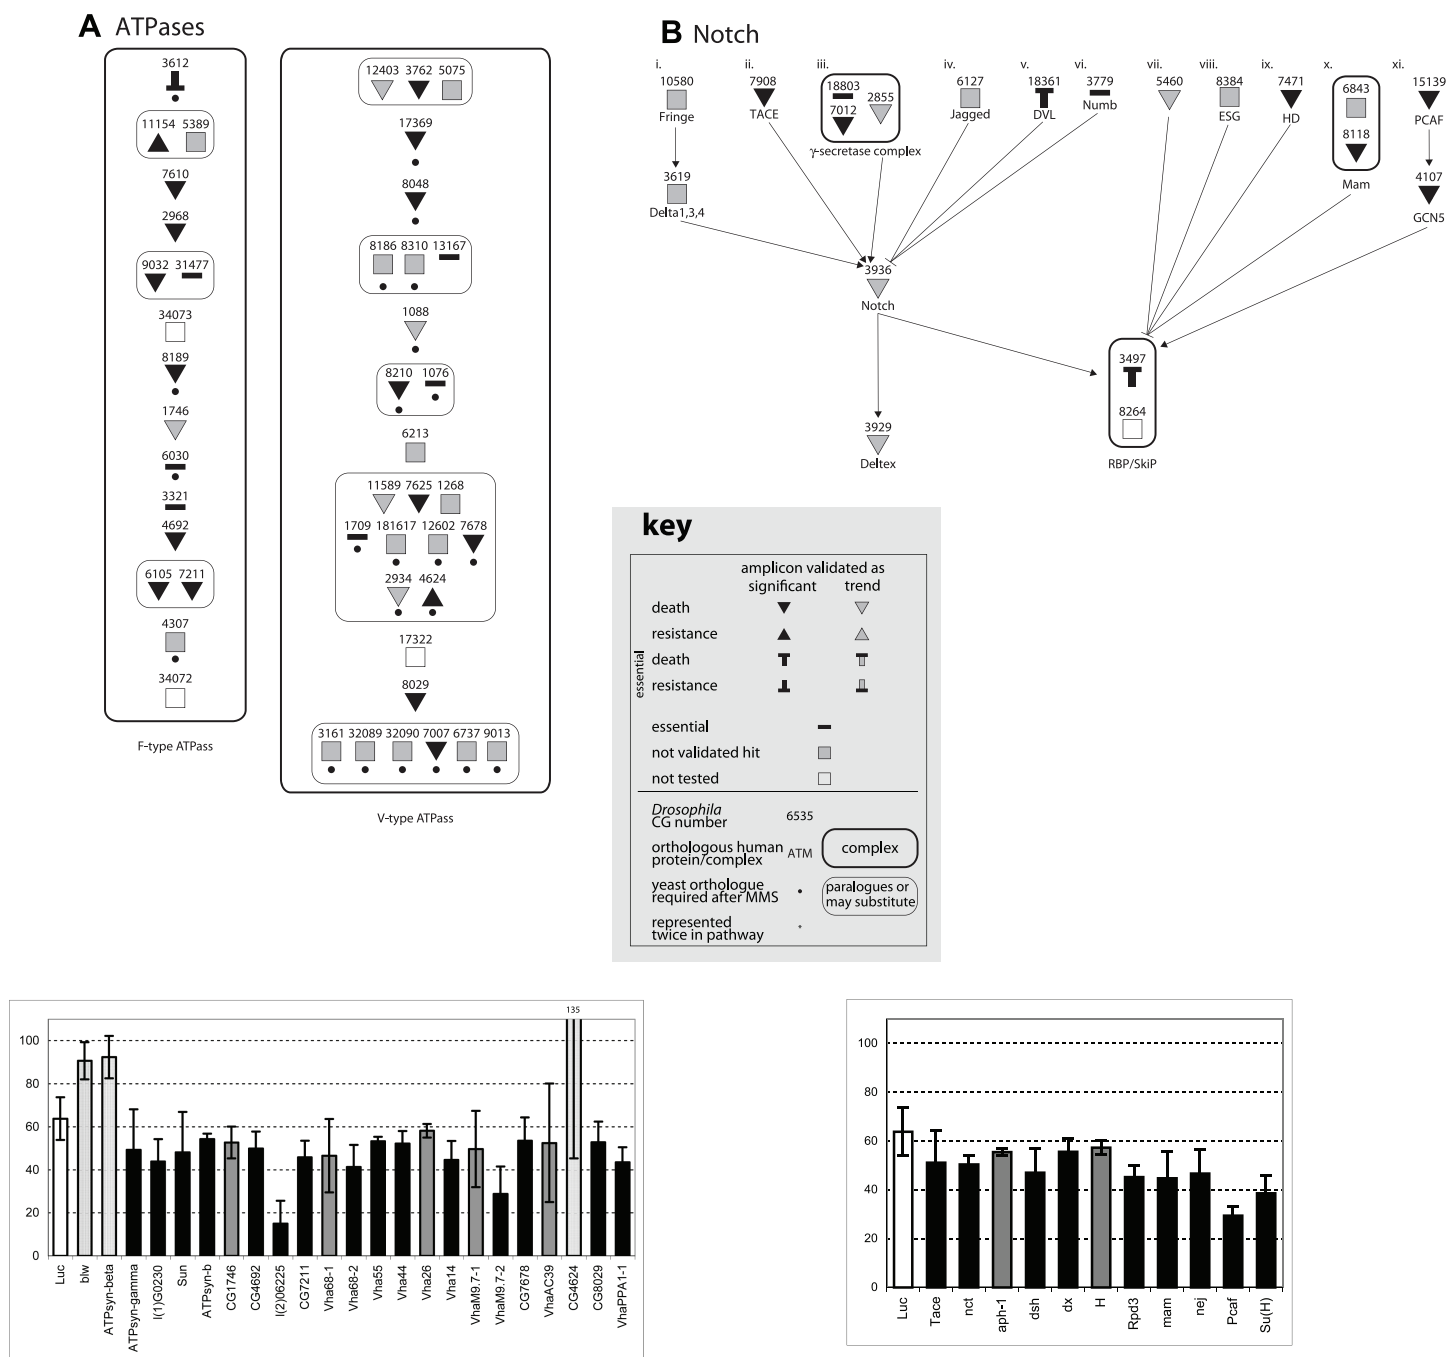 A ATPases
3612
11154 5389
7610
2968
9032 31477
34073
8189
1746
6030
3321
4692
6105 7211
4307
34072
F-type ATPass
12403 3762 5075
17369
8048
8186 8310 13167
1088
8210 1076
6213
11589 7625 1268
1709 181617 12602 7678
2934 4624
17322
8029
3161 32089 32090 7007 6737 9013
V-type ATPass
B Notch
i. ii. iii. iv. v. vi. vii. viii. ix. x. xi.
10580 7908 18803 2855 6127 18361 3779 5460 8384 7471 6843 15139
7012
Fringe TACE Jagged DVL Numb ESG HD PCAF
8118
γ-secretase complex
Mam
3619
Delta1,3,4
4107
GCN5
3936
Notch
3497
8264
RBP/SkiP
3929
Deltex
key
amplicon validated as
significant trend
death
resistance
essential
death
resistance
essential
not validated hit
not tested
Drosophila
CG number 6535
orthologous human
protein/complex ATM complex
yeast orthologue
required after MMS
paralogues or
may substitute
represented
twice in pathway *
135
100
80
60
40
20
0
Luc
blw
ATPsyn-beta
ATPsyn-gamma
l(1)G0230
Sun
ATPsyn-b
CG1746
CG4692
l(2)06225
CG7211
Vha68-1
Vha68-2
Vha55
Vha44
Vha26
Vha14
VhaM9.7-1
VhaM9.7-2
CG7678
VhaAC39
CG4624
CG8029
VhaPPA1-1
100
80
60
40
20
0
Luc
Tace
nct
aph-1
dsh
dx
H
Rpd3
mam
nej
Pcaf
Su(H)